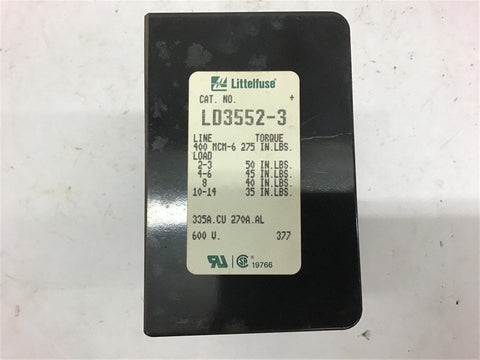 Littelfuse®
CAT. NO. +
LD3552-3
LINE TORQUE
400 MCM-6 275 IN.LBS.
LOAD
2-3 50 IN.LBS.
4-6 45 IN.LBS.
8 40 IN.LBS.
10-14 35 IN.LBS.
335A.CU 270A.AL
600 V. 377
19766